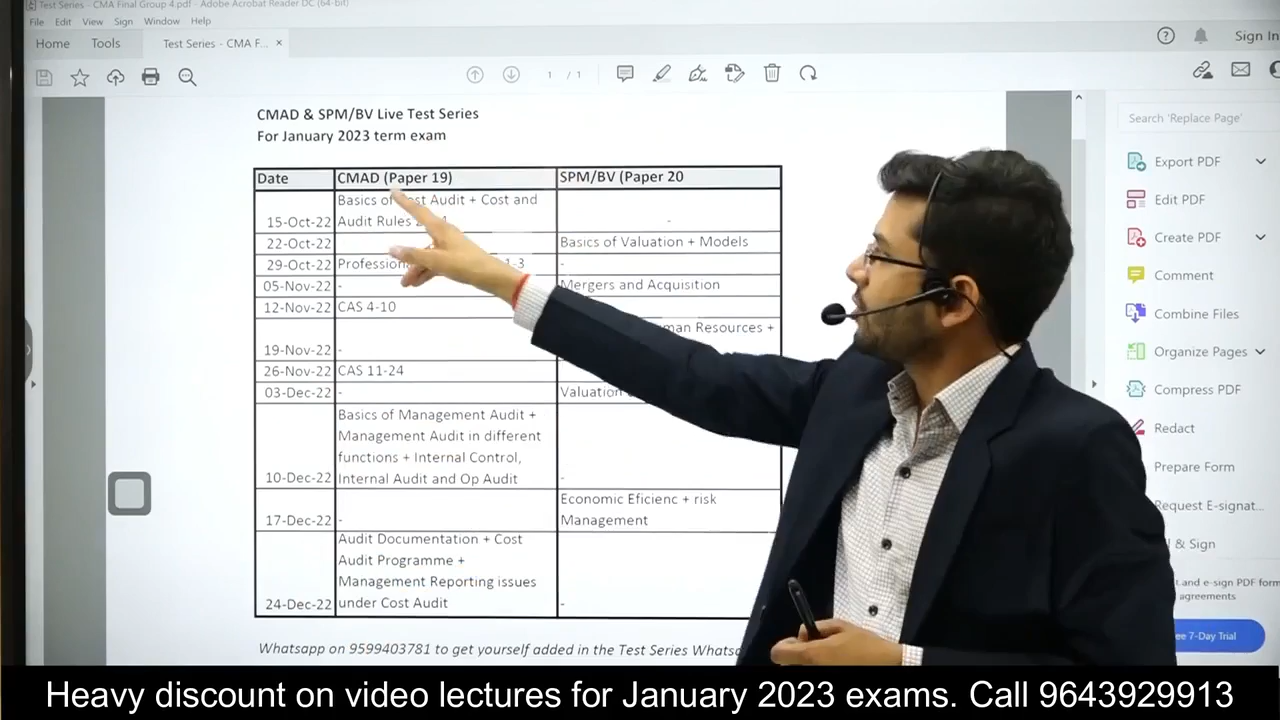 Test Series - CMA Final Group 4.pdf - Adobe Acrobat Reader DC (64-bit)
File Edit View Sign Window Help
Home Tools Test Series - CMA F... ×
Sign In
1 / 1
CMAD & SPM/BV Live Test Series
For January 2023 term exam
Search 'Replace Page'
Export PDF
Edit PDF
Create PDF
Comment
Combine Files
Organize Pages
Compress PDF
Redact
Prepare Form
Request E-signat...
& Sign
and e-sign PDF
agreements
7-Day Trial
Date CMAD (Paper 19) SPM/BV (Paper 20
Basics of Cost Audit + Cost and
15-Oct-22 Audit Rules -
22-Oct-22 Basics of Valuation + Models
29-Oct-22 1-3 -
05-Nov-22 - Mergers and Acquisition
12-Nov-22 CAS 4-10
Resources +
19-Nov-22 -
26-Nov-22 CAS 11-24
03-Dec-22 - Valuation
Basics of Management Audit +
Management Audit in different
functions + Internal Control,
10-Dec-22 Internal Audit and Op Audit -
Economic Eficienc + risk
17-Dec-22 - Management
Audit Documentation + Cost
Audit Programme +
Management Reporting issues
24-Dec-22 under Cost Audit -
Whatsapp on 9599403781 to get yourself added in the Test Series
Heavy discount on video lectures for January 2023 exams. Call 9643929913